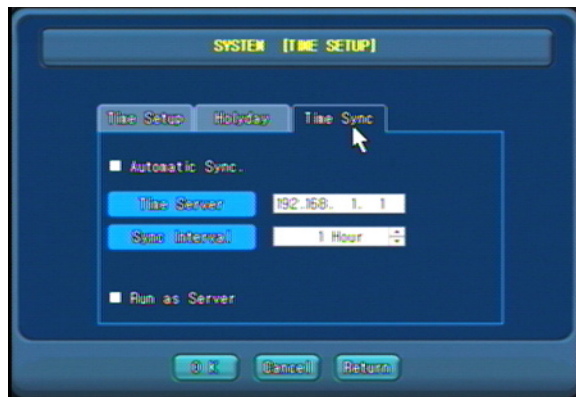 SYSTEM [TIME SETUP]
Time Setup Holyday Time Sync
Automatic Sync.
Time Server 192.168. 1. 1
Sync Interval 1 Hour
Run as Server
O K Cancel Return